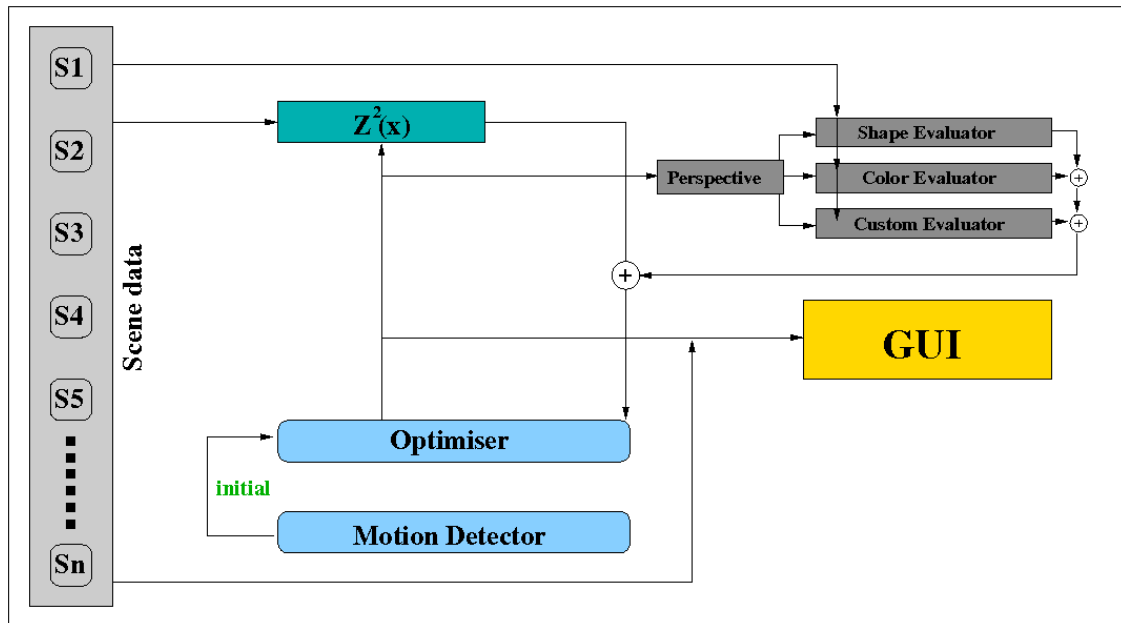 S1
S2
S3
S4
S5
Sn
Scene data
Z²(x)
Perspective
Shape Evaluator
Color Evaluator
Custom Evaluator
+
+
+
GUI
Optimiser
initial
Motion Detector